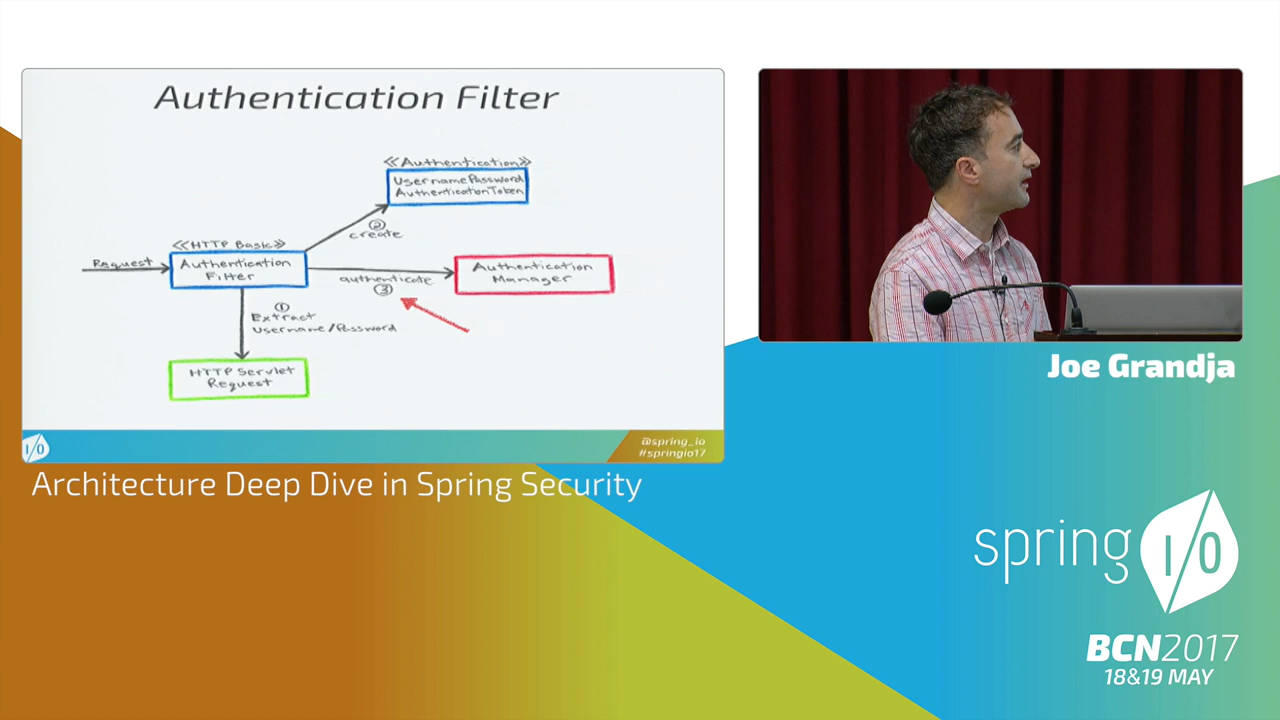 Authentication Filter
<<Authentication>>
UsernamePassword
AuthenticationToken
②
create
<<HTTP Basic>>
Request
Authentication
Filter
authenticate
③
Authentication
Manager
①
Extract
Username/Password
HTTP Servlet
Request
I/O
@spring_io
#springio17
Joe Grandja
Architecture Deep Dive in Spring Security
spring I/O
BCN2017
18&19 MAY